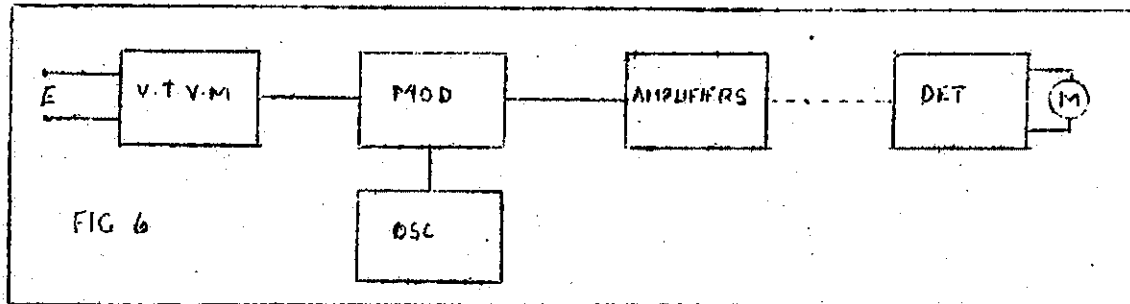 E
V.T V.M
MOD
AMPLIFIERS
DET
M
OSC
FIG 6